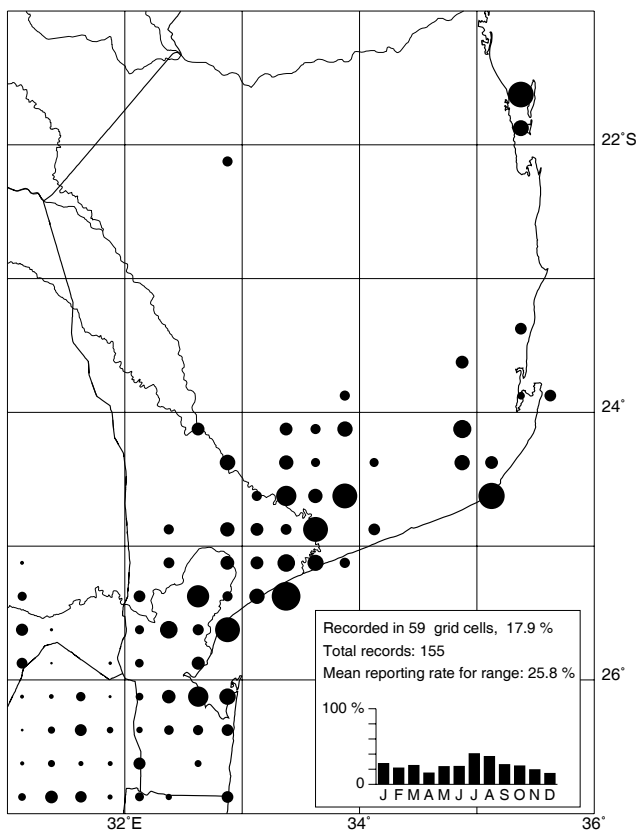 22°S
24°
Recorded in 59 grid cells, 17.9 %
Total records: 155
Mean reporting rate for range: 25.8 %
26°
100 %
0
J F M A M J J A S O N D
32°E 34° 36°